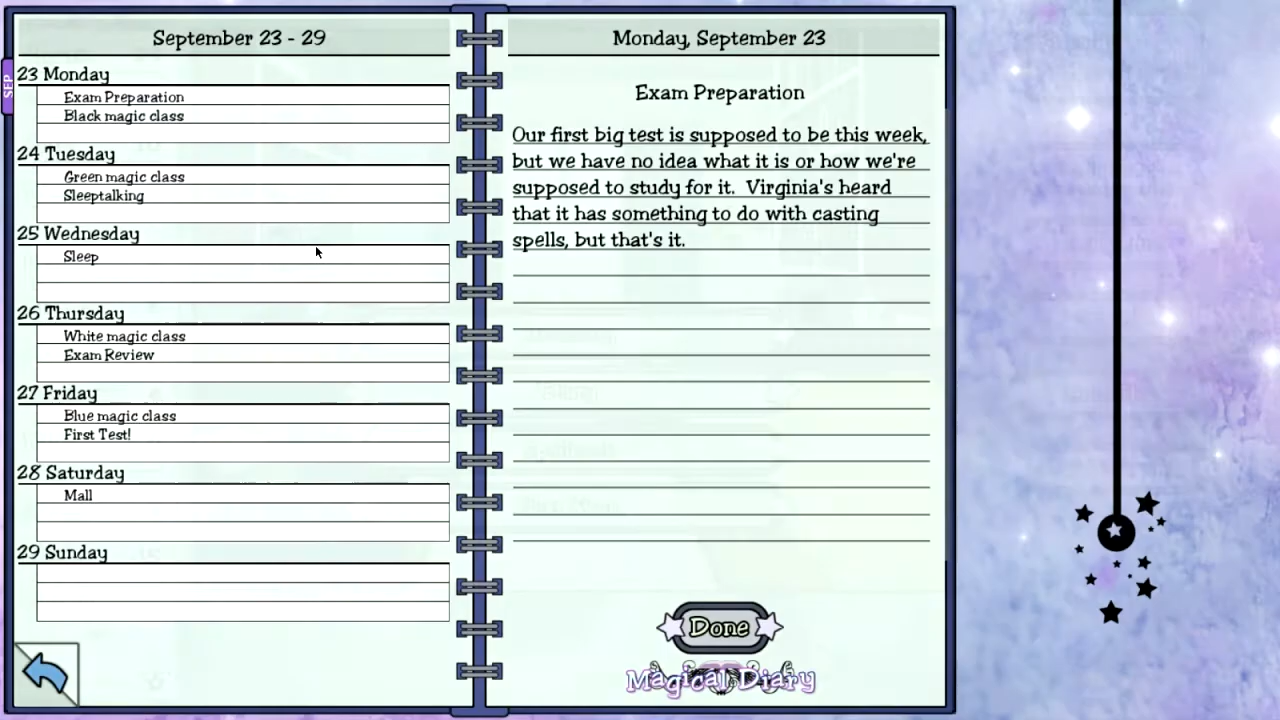 September 23 - 29
SEP
23 Monday
Exam Preparation
Black magic class
24 Tuesday
Green magic class
Sleeptalking
25 Wednesday
Sleep
26 Thursday
White magic class
Exam Review
27 Friday
Blue magic class
First Test!
28 Saturday
Mall
29 Sunday
Monday, September 23
Exam Preparation
Our first big test is supposed to be this week,
but we have no idea what it is or how we're
supposed to study for it.  Virginia's heard
that it has something to do with casting
spells, but that's it.
Done
Magical Diary